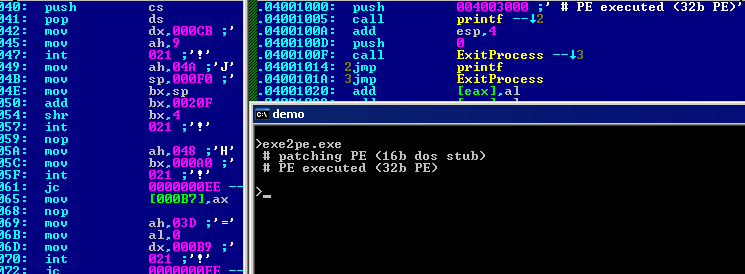 040: push cs
041: pop ds
042: mov dx,000CB ;'
045: mov ah,9
047: int 021 ;'!'
049: mov ah,04A ;'J'
04B: mov sp,000F0 ;'
04E: mov bx,sp
050: add bx,0020F
054: shr bx,4
057: int 021 ;'!'
059: nop
05A: mov ah,048 ;'H'
05C: mov bx,000A0 ;'
05F: int 021 ;'!'
061: jc 0000000EE --
065: mov [000B7],ax
068: nop
069: mov ah,03D ;'='
06B: mov al,0
06D: mov dx,000B9 ;'
070: int 021 ;'!'
072: jc 0000000EE --
.04001000: push 004003000 ;' # PE executed (32b PE)'
.04001005: call printf --↓2
.0400100A: add esp,4
.0400100D: push 0
.0400100F: call ExitProcess --↓3
.04001014: 2jmp printf
.0400101A: 3jmp ExitProcess
.04001020: add [eax],al
demo
>exe2pe.exe
# patching PE (16b dos stub)
# PE executed (32b PE)
>_